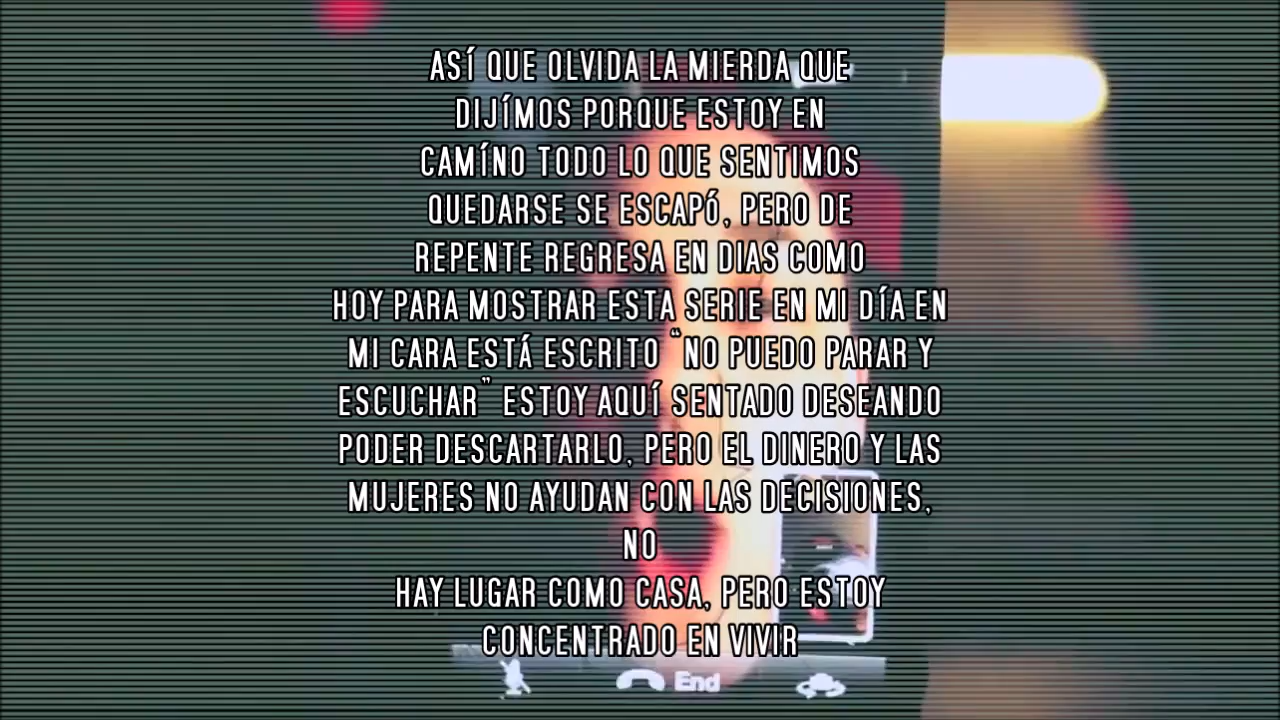 ASÍ QUE OLVIDA LA MIERDA QUE
DIJÍMOS PORQUE ESTOY EN
CAMÍNO TODO LO QUE SENTIMOS
QUEDARSE SE ESCAPÓ, PERO DE
REPENTE REGRESA EN DIAS COMO
HOY PARA MOSTRAR ESTA SERIE EN MI DÍA EN
MI CARA ESTÁ ESCRITO “NO PUEDO PARAR Y
ESCUCHAR” ESTOY AQUÍ SENTADO DESEANDO
PODER DESCARTARLO, PERO EL DINERO Y LAS
MUJERES NO AYUDAN CON LAS DECISIONES,
NO
HAY LUGAR COMO CASA, PERO ESTOY
CONCENTRADO EN VIVIR
End